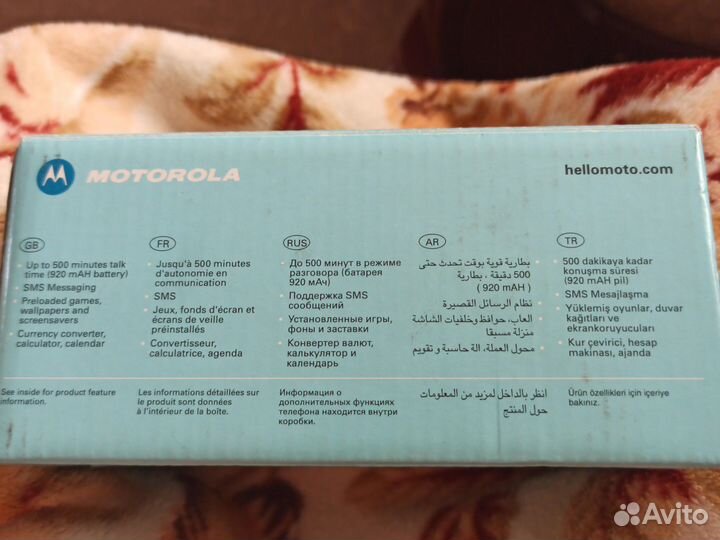 MOTOROLA
hellomoto.com
GB
• Up to 500 minutes talk
time (920 mAH battery)
• SMS Messaging
• Preloaded games,
wallpapers and
screensavers
• Currency converter,
calculator, calendar
See inside for product feature
information.
FR
• Jusqu'à 500 minutes
d'autonomie en
communication
• SMS
• Jeux, fonds d'écran et
écrans de veille
préinstallés
• Convertisseur,
calculatrice, agenda
Les informations détaillées sur
le produit sont données
à l'intérieur de la boîte.
RUS
• До 500 минут в режиме
разговора (батарея
920 мАч)
• Поддержка SMS
сообщений
• Установленные игры,
фоны и заставки
• Конвертер валют,
калькулятор и
календарь
Информация о
дополнительных функциях
телефона находится внутри
коробки.
AR
• بطارية قوية بوقت تحدث حتى
500 دقيقة ، بطارية
( 920 mAH )
• نظام الرسائل القصيرة
• العاب، حوافظ وخلفيات الشاشة
منزلة مسبقا
• محول العملة، الة حاسبة و تقويم
أنظر بالداخل لمزيد من المعلومات
حول المنتج
TR
• 500 dakikaya kadar
konuşma süresi
(920 mAH pil)
• SMS Mesajlaşma
• Yüklemiş oyunlar, duvar
kağıtları ve
ekrankoruyucuları
• Kur çevirici, hesap
makinası, ajanda
Ürün özellikleri için içeriye
bakınız.
Avito